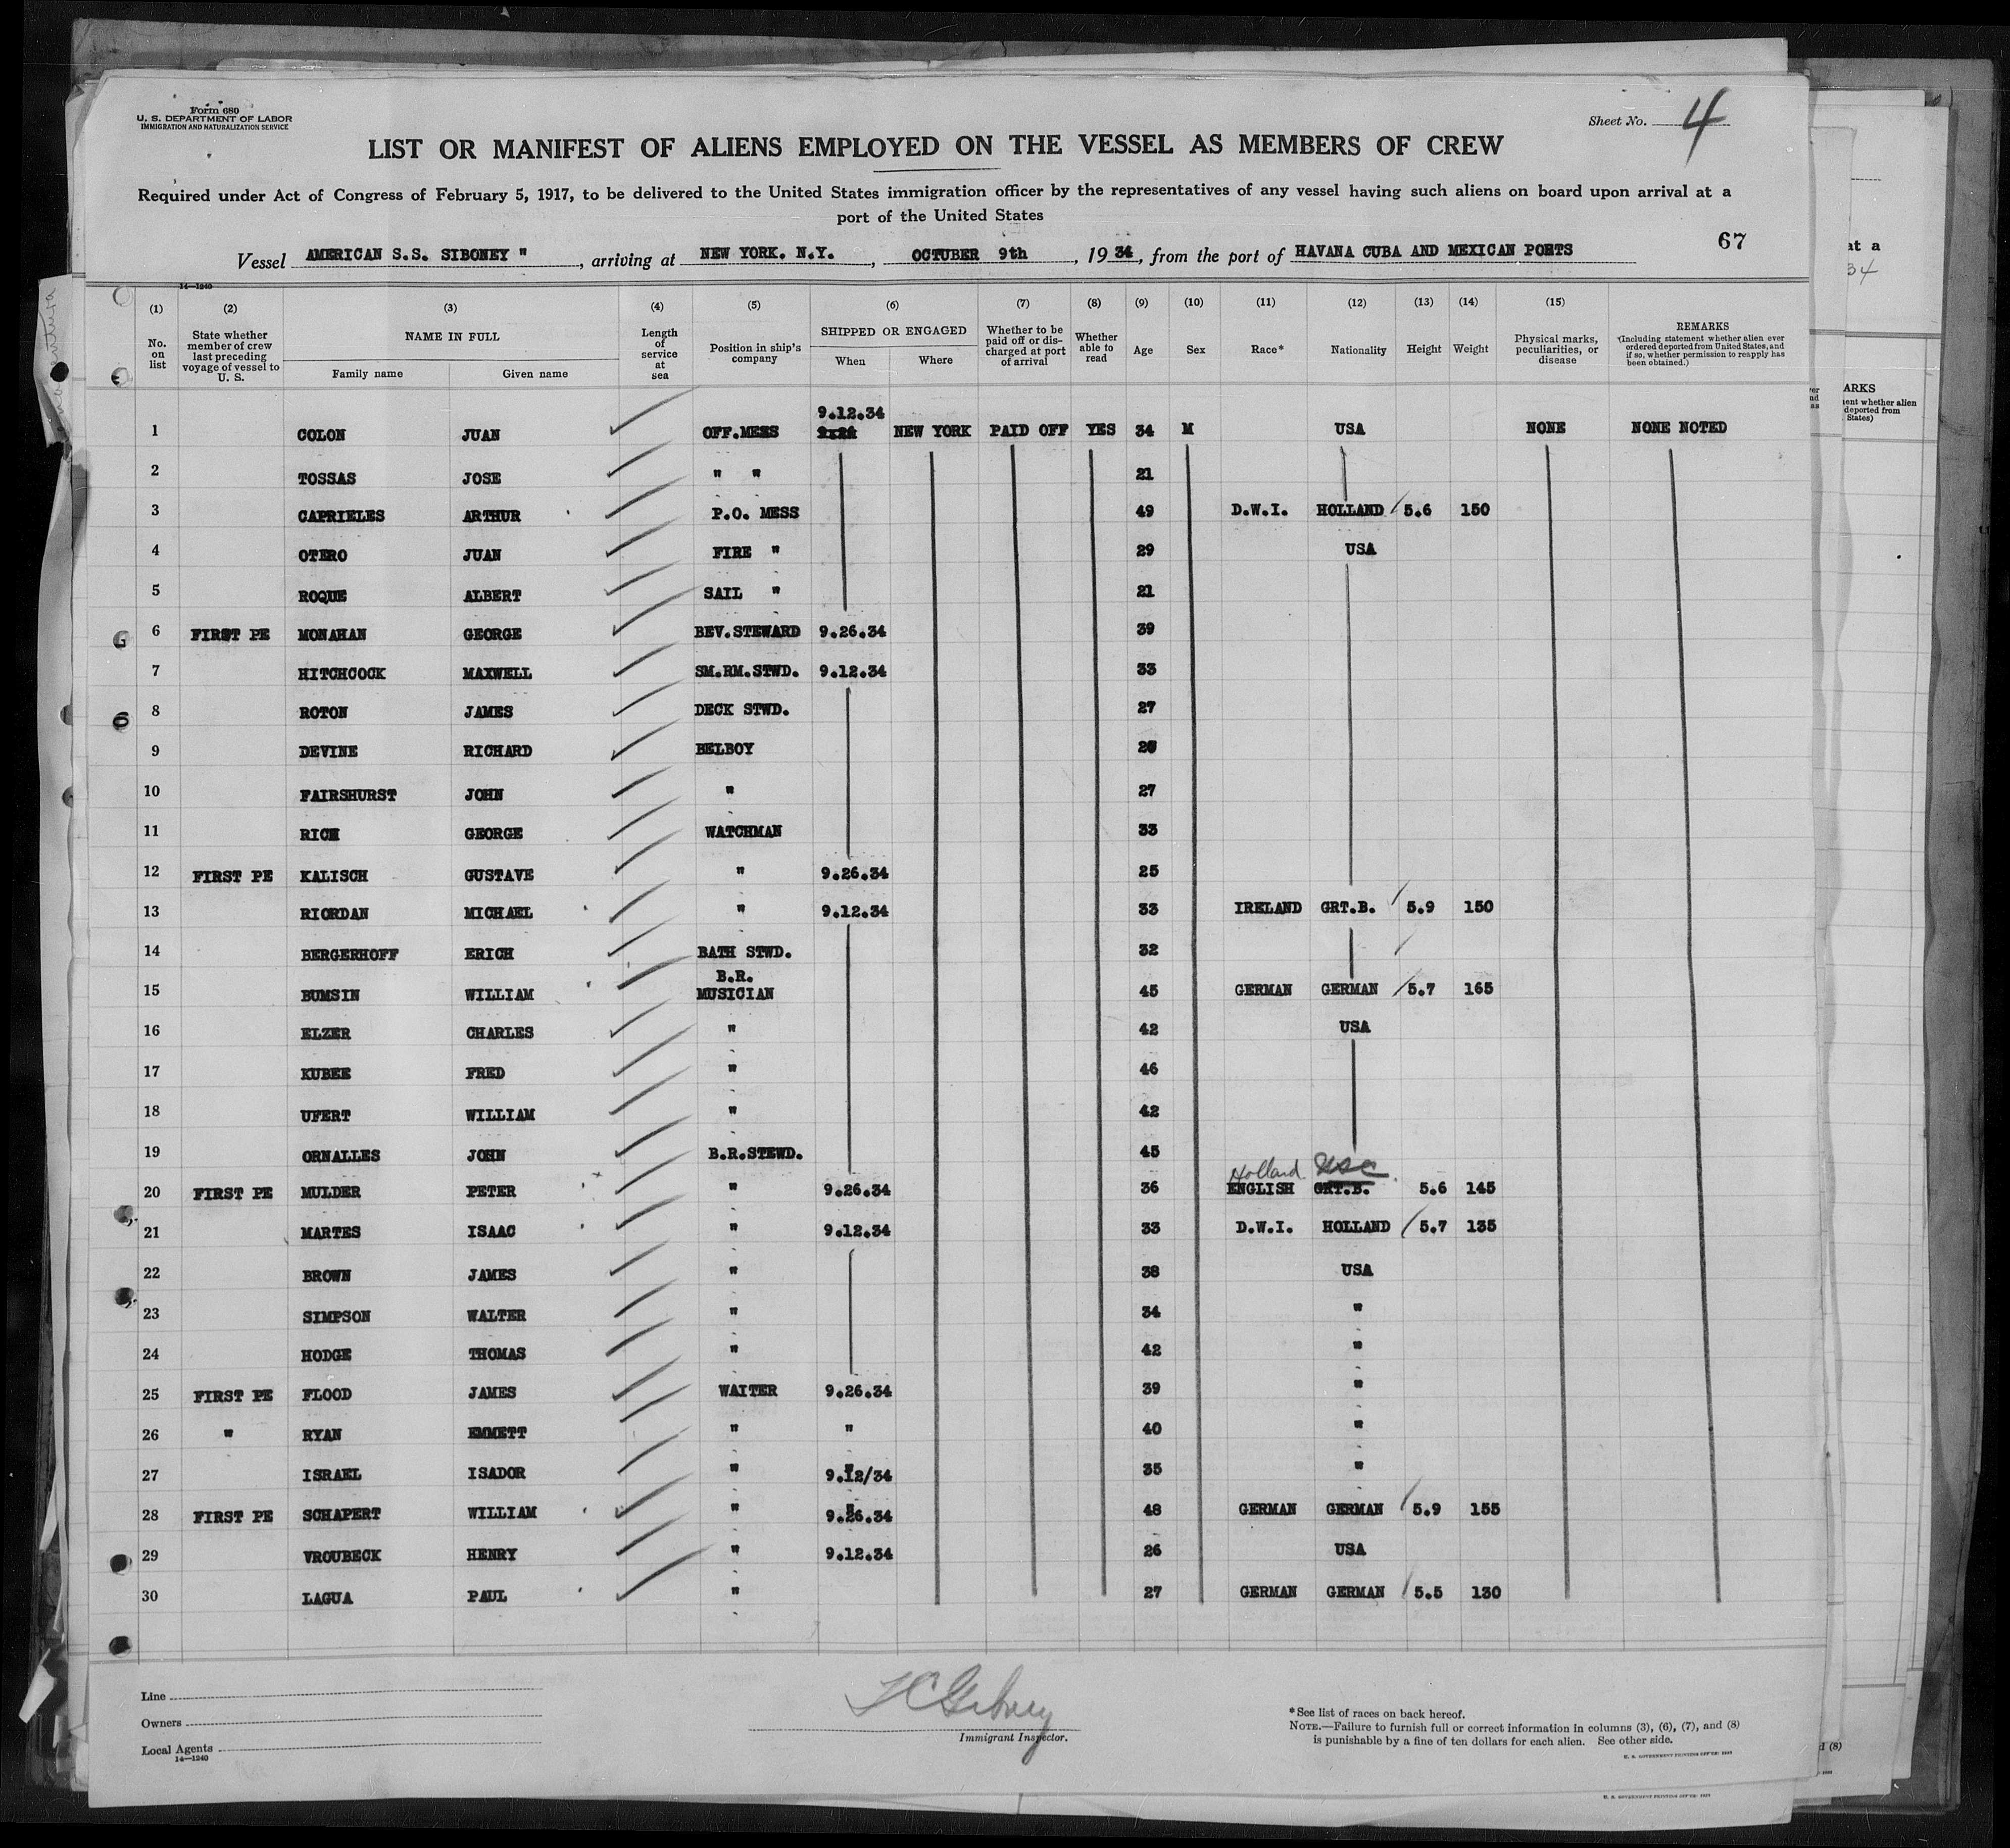 Form 680
U. S. DEPARTMENT OF LABOR
IMMIGRATION AND NATURALIZATION SERVICE
Sheet No. 4
LIST OR MANIFEST OF ALIENS EMPLOYED ON THE VESSEL AS MEMBERS OF CREW
Required under Act of Congress of February 5, 1917, to be delivered to the United States immigration officer by the representatives of any vessel having such aliens on board upon arrival at a
port of the United States
67
Vessel AMERICAN S.S. SIBONEY ", arriving at NEW YORK. N.Y., OCTUBER 9th, 1934, from the port of HAVANA CUBA AND MEXICAN PORTS
14—1240
(1) (2) (3) (4) (5) (6) (7) (8) (9) (10) (11) (12) (13) (14) (15)
No. on list
State whether member of crew last preceding voyage of vessel to U. S.
NAME IN FULL
Family name Given name
Length of service at sea
Position in ship's company
SHIPPED OR ENGAGED
When Where
Whether to be paid off or discharged at port of arrival
Whether able to read
Age
Sex
Race*
Nationality
Height
Weight
Physical marks, peculiarities, or disease
REMARKS
(Including statement whether alien ever ordered deported from United States, and if so, whether permission to reapply has been obtained.)
9.12.34
1 COLON JUAN OFF.MESS NEW YORK PAID OFF YES 34 M USA NONE NONE NOTED
2 TOSSAS JOSE " " 21
3 CAPRIELES ARTHUR P.O. MESS 49 D.W.I. HOLLAND 5.6 150
4 OTERO JUAN FIRE " 29 USA
5 ROQUE ALBERT SAIL " 21
6 FIRST PE MONAHAN GEORGE BEV.STEWARD 9.26.34 39
7 HITCHCOCK MAXWELL SM.RM.STWD. 9.12.34 33
8 ROTON JAMES DECK STWD. 27
9 DEVINE RICHARD BELBOY
10 FAIRSHURST JOHN " 27
11 RICH GEORGE WATCHMAN 33
12 FIRST PE KALISCH GUSTAVE " 9.26.34 25
13 RIORDAN MICHAEL " 9.12.34 33 IRELAND GRT.B. 5.9 150
14 BERGERHOFF ERICH BATH STWD. 32
B.R.
15 BUMSIN WILLIAM MUSICIAN 45 GERMAN GERMAN 5.7 165
16 ELZER CHARLES " 42 USA
17 KUBEE FRED " 46
18 UFERT WILLIAM " 42
19 ORNALLES JOHN B.R.STEWD. 45
Holland USC
20 FIRST PE MULDER PETER " 9.26.34 36 ENGLISH GRT.B. 5.6 145
21 MARTES ISAAC " 9.12.34 33 D.W.I. HOLLAND 5.7 135
22 BROWN JAMES " 38 USA
23 SIMPSON WALTER " 34 "
24 HODGE THOMAS " 42 "
25 FIRST PE FLOOD JAMES WAITER 9.26.34 39 "
26 " RYAN EMMETT " " 40 "
27 ISRAEL ISADOR " 9.12/34 35 "
28 FIRST PE SCHAPERT WILLIAM " 9.26.34 48 GERMAN GERMAN 5.9 155
29 VROUBECK HENRY " 9.12.34 26 USA
30 LAGUA PAUL " 27 GERMAN GERMAN 5.5 130
Line
Owners
Local Agents
14—1240
Immigrant Inspector.
*See list of races on back hereof.
NOTE.—Failure to furnish full or correct information in columns (3), (6), (7), and (8)
is punishable by a fine of ten dollars for each alien. See other side.
U. S. GOVERNMENT PRINTING OFFICE:
at a
34
ARKS
ent whether alien
deported from
States)
(8)